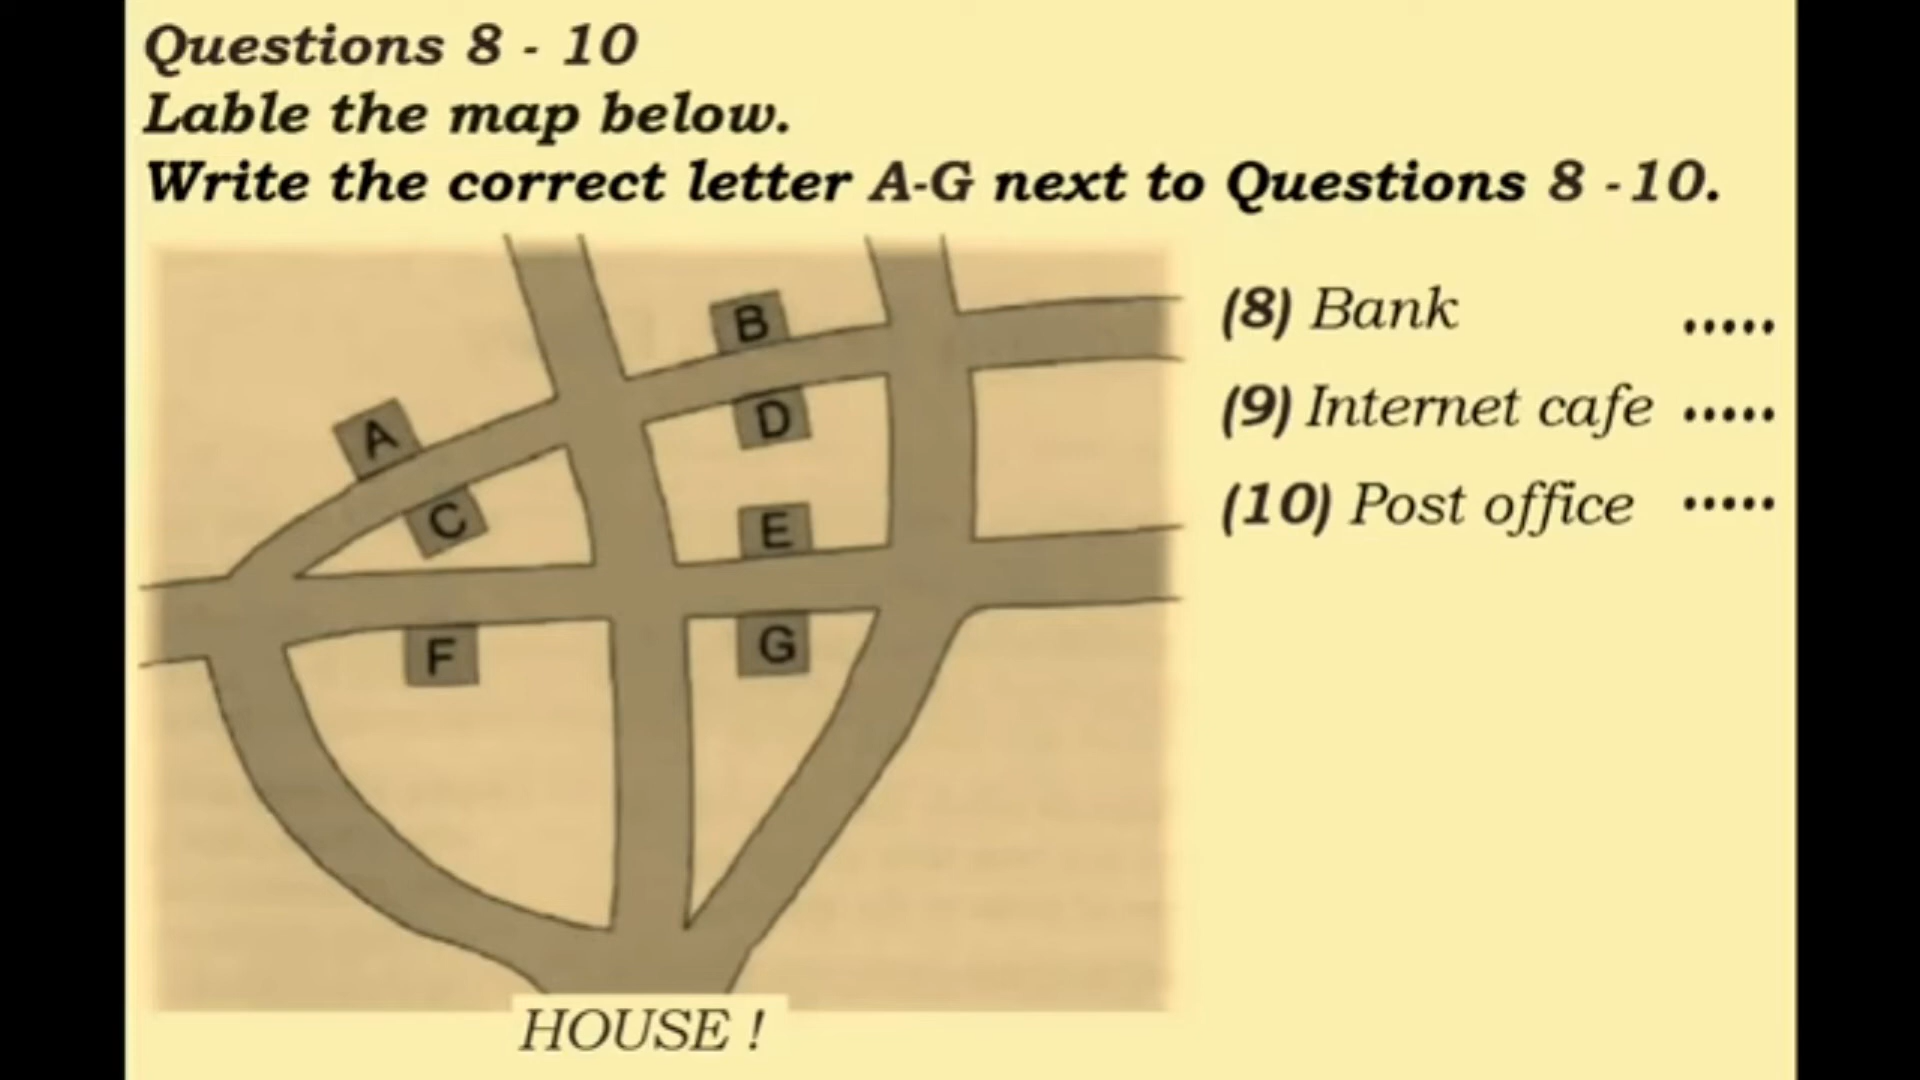 Questions 8 - 10
Lable the map below.
Write the correct letter A-G next to Questions 8 -10.
(8) Bank .....
(9) Internet cafe .....
(10) Post office .....
B
A
D
C
E
F
G
HOUSE !